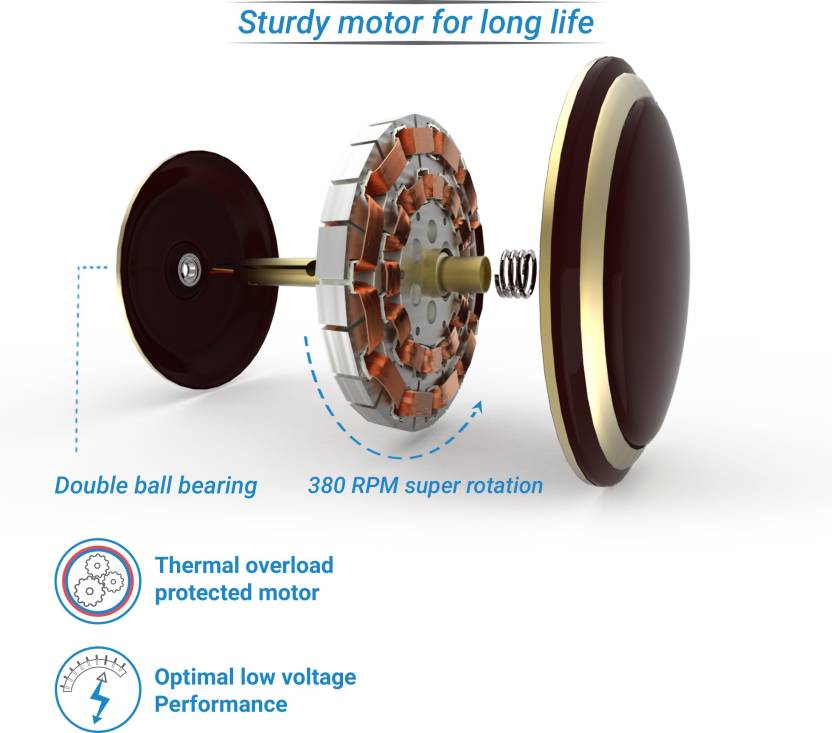 Sturdy motor for long life
Double ball bearing
380 RPM super rotation
Thermal overload
protected motor
Optimal low voltage
Performance